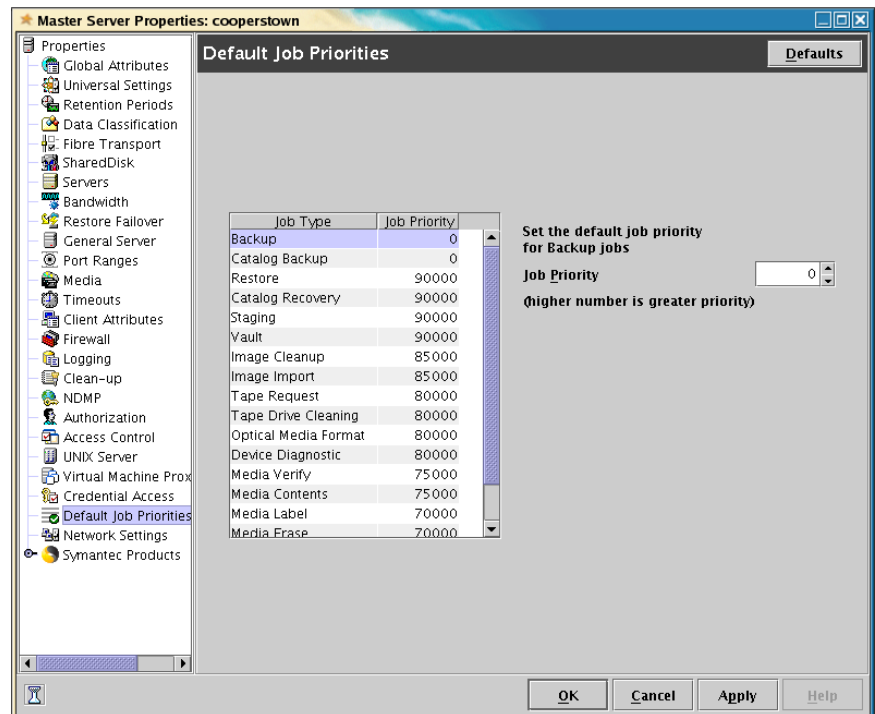 Master Server Properties: cooperstown
Properties
Global Attributes
Universal Settings
Retention Periods
Data Classification
Fibre Transport
SharedDisk
Servers
Bandwidth
Restore Failover
General Server
Port Ranges
Media
Timeouts
Client Attributes
Firewall
Logging
Clean-up
NDMP
Authorization
Access Control
UNIX Server
Virtual Machine Prox
Credential Access
Default Job Priorities
Network Settings
Symantec Products
Default Job Priorities
Defaults
Job Type Job Priority
Backup 0
Catalog Backup 0
Restore 90000
Catalog Recovery 90000
Staging 90000
Vault 90000
Image Cleanup 85000
Image Import 85000
Tape Request 80000
Tape Drive Cleaning 80000
Optical Media Format 80000
Device Diagnostic 80000
Media Verify 75000
Media Contents 75000
Media Label 70000
Media Erase 70000
Set the default job priority
for Backup jobs
Job Priority 0
(higher number is greater priority)
OK Cancel Apply Help